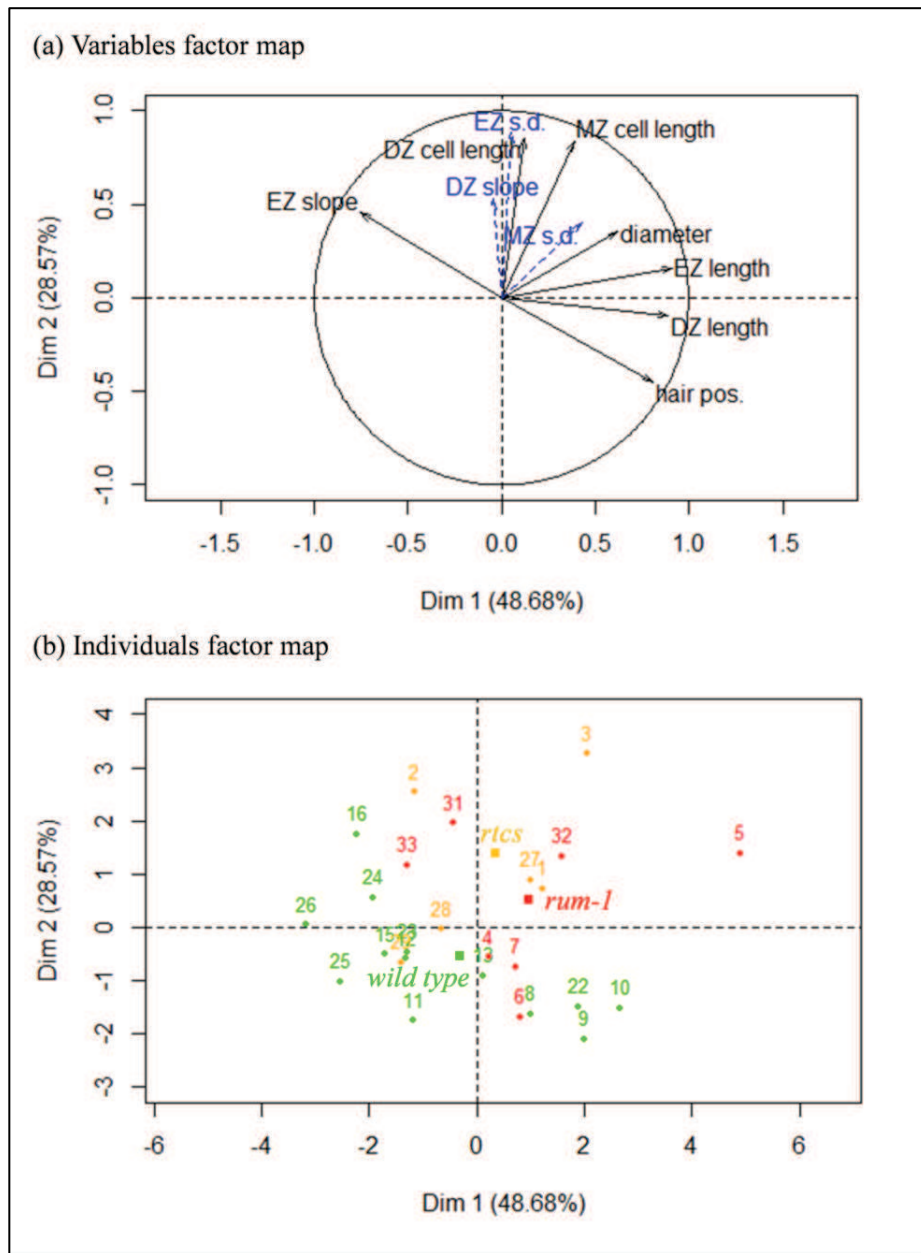 (a) Variables factor map
1.0
0.5
0.0
-0.5
-1.0
Dim 2 (28.57%)
EZ s.d.
MZ cell length
DZ cell length
DZ slope
EZ slope
MZ s.d.
diameter
EZ length
DZ length
hair pos.
-1.5 -1.0 -0.5 0.0 0.5 1.0 1.5
Dim 1 (48.68%)
(b) Individuals factor map
4
3
2
1
0
-1
-2
-3
Dim 2 (28.57%)
3
2
31
16
rtcs
32
5
33
27
1
24
rum-1
26
28
15
23
12
4
7
13
25
wild type
11
6
8
22
10
9
-6 -4 -2 0 2 4 6
Dim 1 (48.68%)